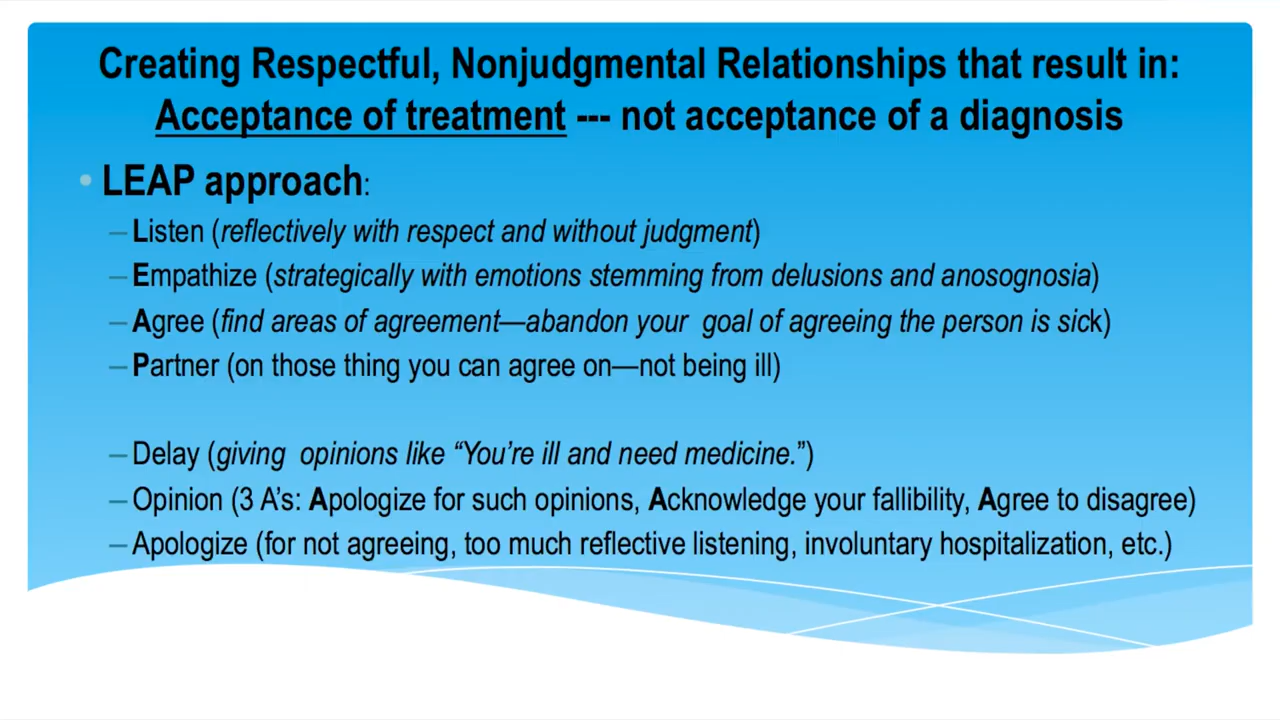 Creating Respectful, Nonjudgmental Relationships that result in:
Acceptance of treatment --- not acceptance of a diagnosis
• LEAP approach:
– Listen (reflectively with respect and without judgment)
– Empathize (strategically with emotions stemming from delusions and anosognosia)
– Agree (find areas of agreement—abandon your  goal of agreeing the person is sick)
– Partner (on those thing you can agree on—not being ill)
– Delay (giving  opinions like “You’re ill and need medicine.”)
– Opinion (3 A’s: Apologize for such opinions, Acknowledge your fallibility, Agree to disagree)
– Apologize (for not agreeing, too much reflective listening, involuntary hospitalization, etc.)